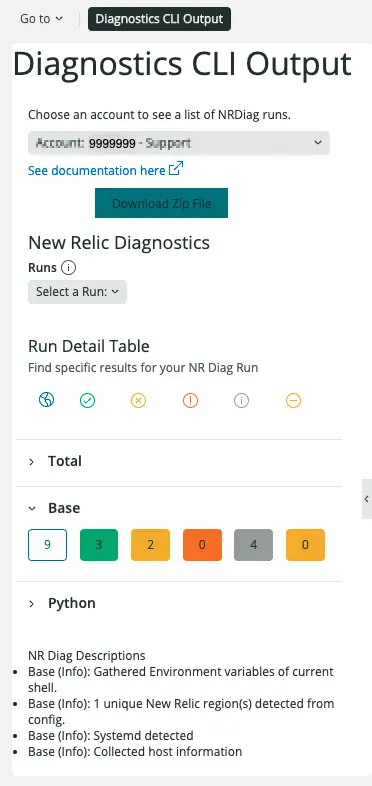 Go to
Diagnostics CLI Output
Diagnostics CLI Output
Choose an account to see a list of NRDiag runs.
Account: 9999999 - Support
See documentation here
Download Zip File
New Relic Diagnostics
Runs
Select a Run:
Run Detail Table
Find specific results for your NR Diag Run
Total
Base
9 3 2 0 4 0
Python
NR Diag Descriptions
• Base (Info): Gathered Environment variables of current
shell.
• Base (Info): 1 unique New Relic region(s) detected from
config.
• Base (Info): Systemd detected
• Base (Info): Collected host information